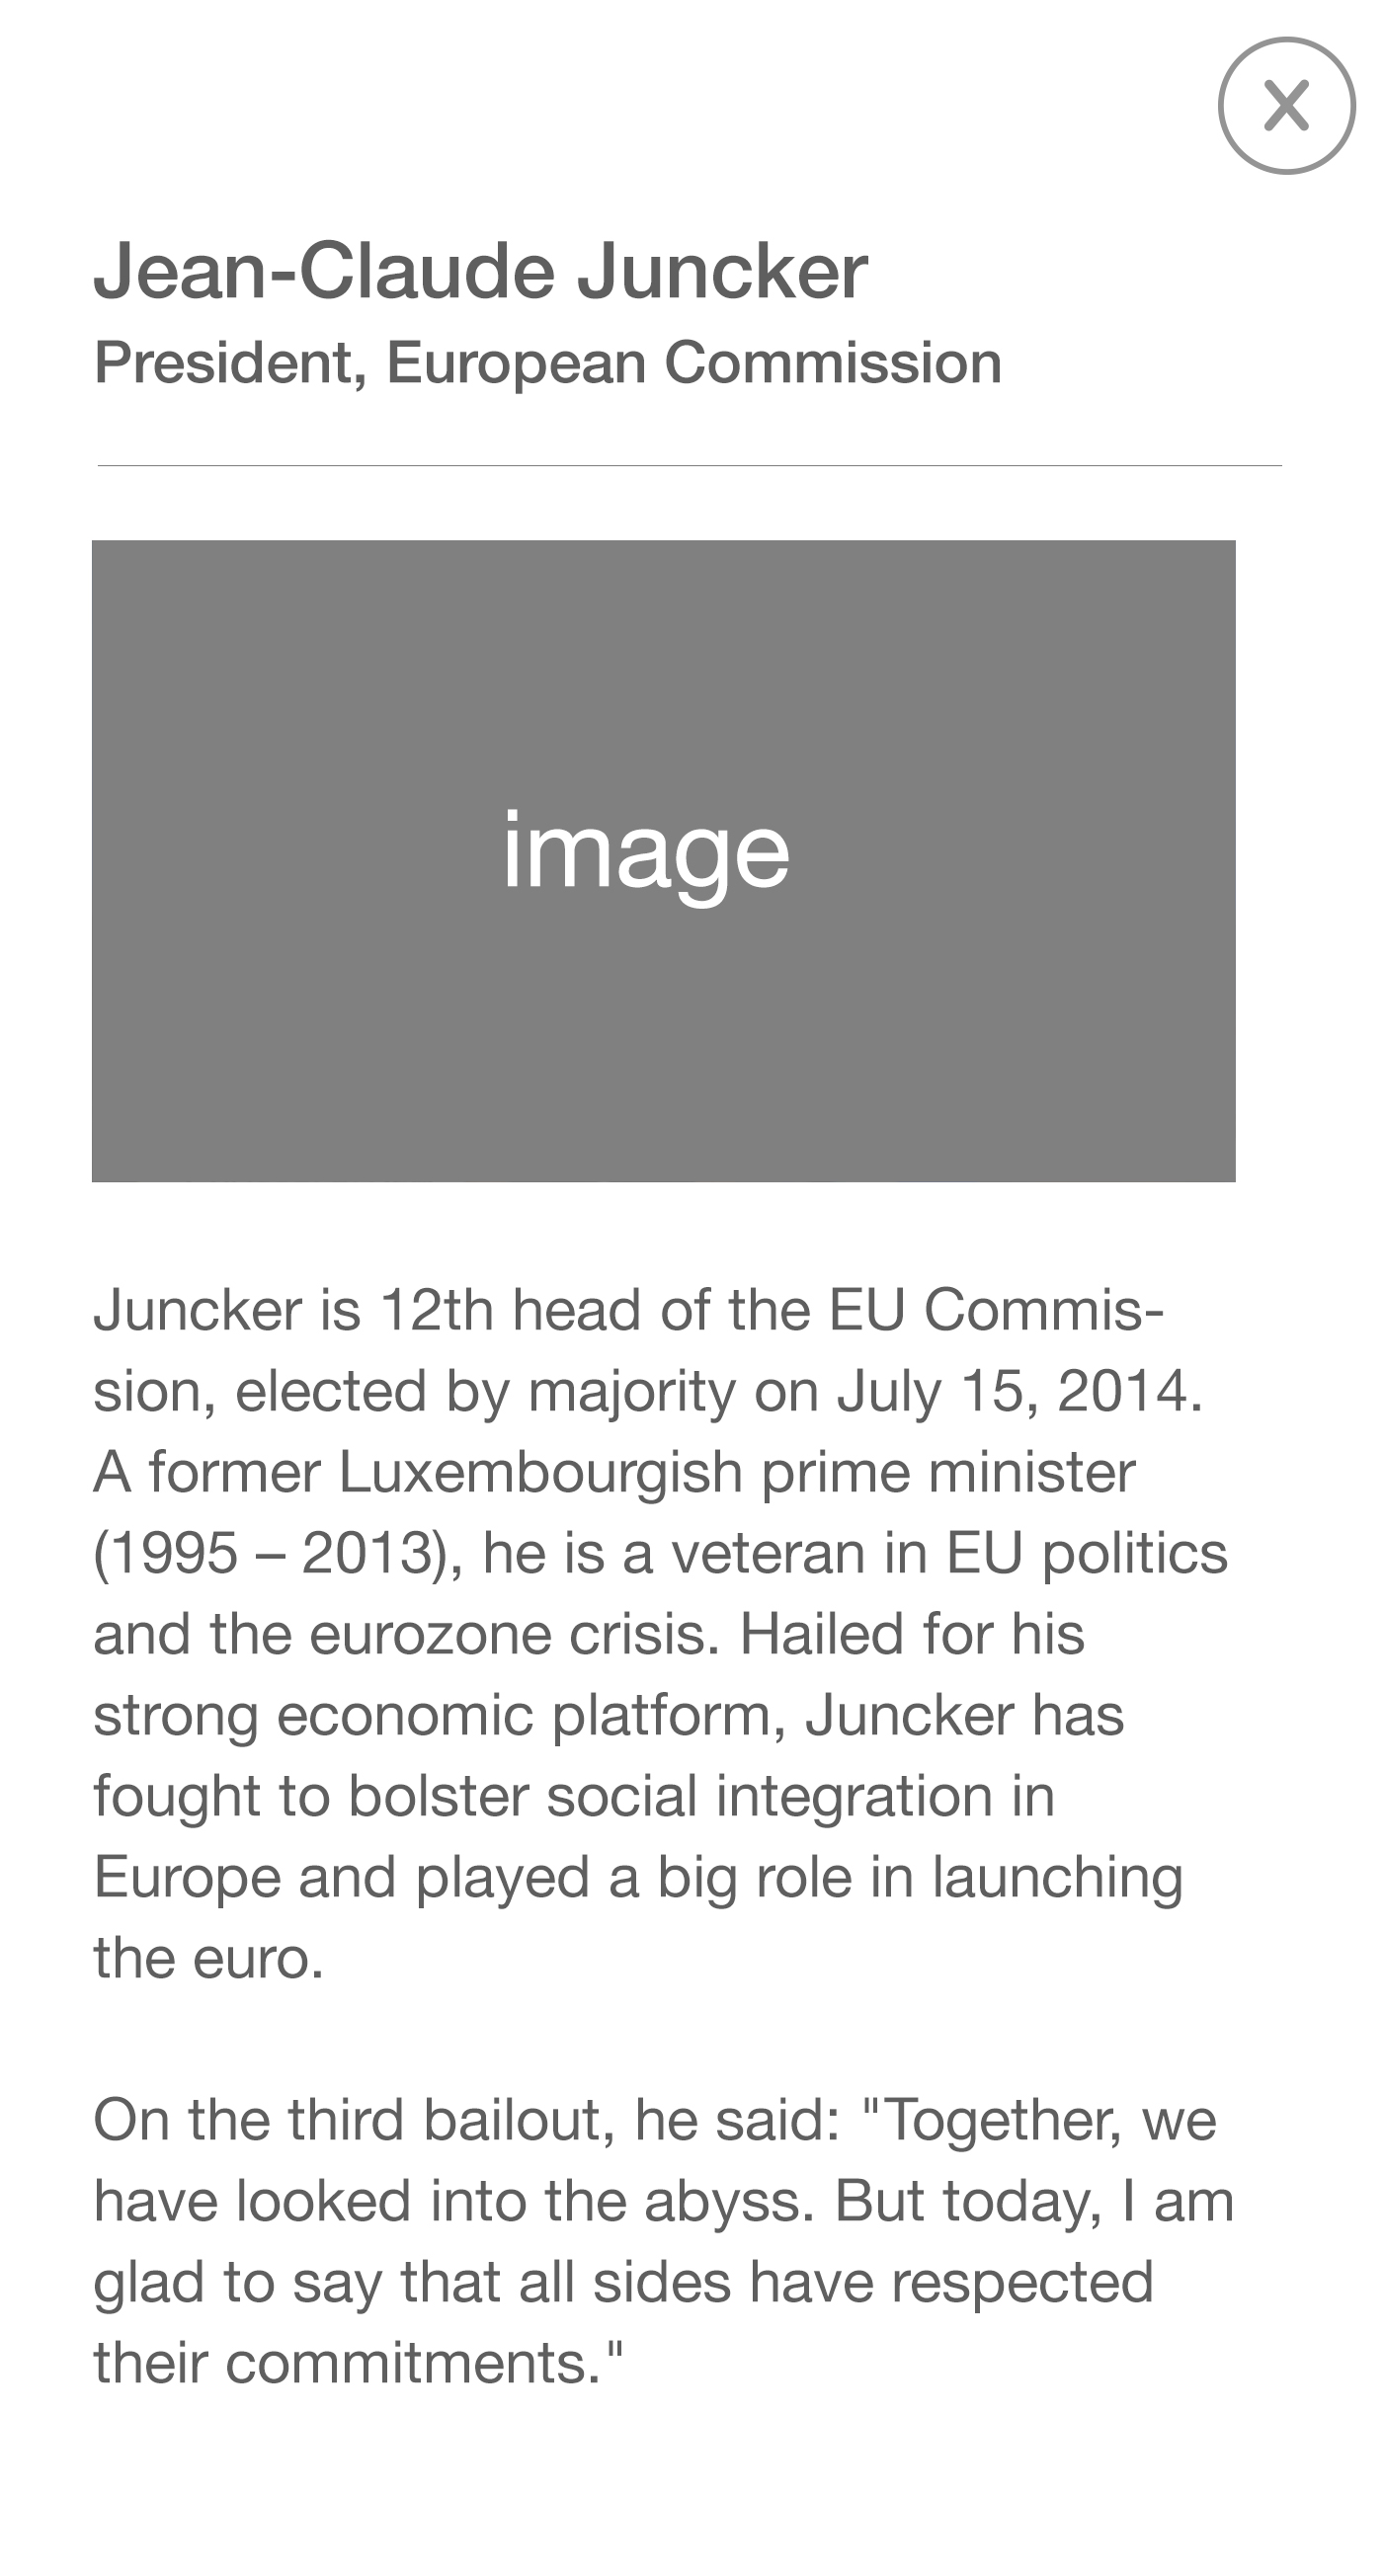 X
Jean-Claude Juncker
President, European Commission
image
Juncker is 12th head of the EU Commis-
sion, elected by majority on July 15, 2014.
A former Luxembourgish prime minister
(1995 – 2013), he is a veteran in EU politics
and the eurozone crisis. Hailed for his
strong economic platform, Juncker has
fought to bolster social integration in
Europe and played a big role in launching
the euro.
On the third bailout, he said: "Together, we
have looked into the abyss. But today, I am
glad to say that all sides have respected
their commitments."